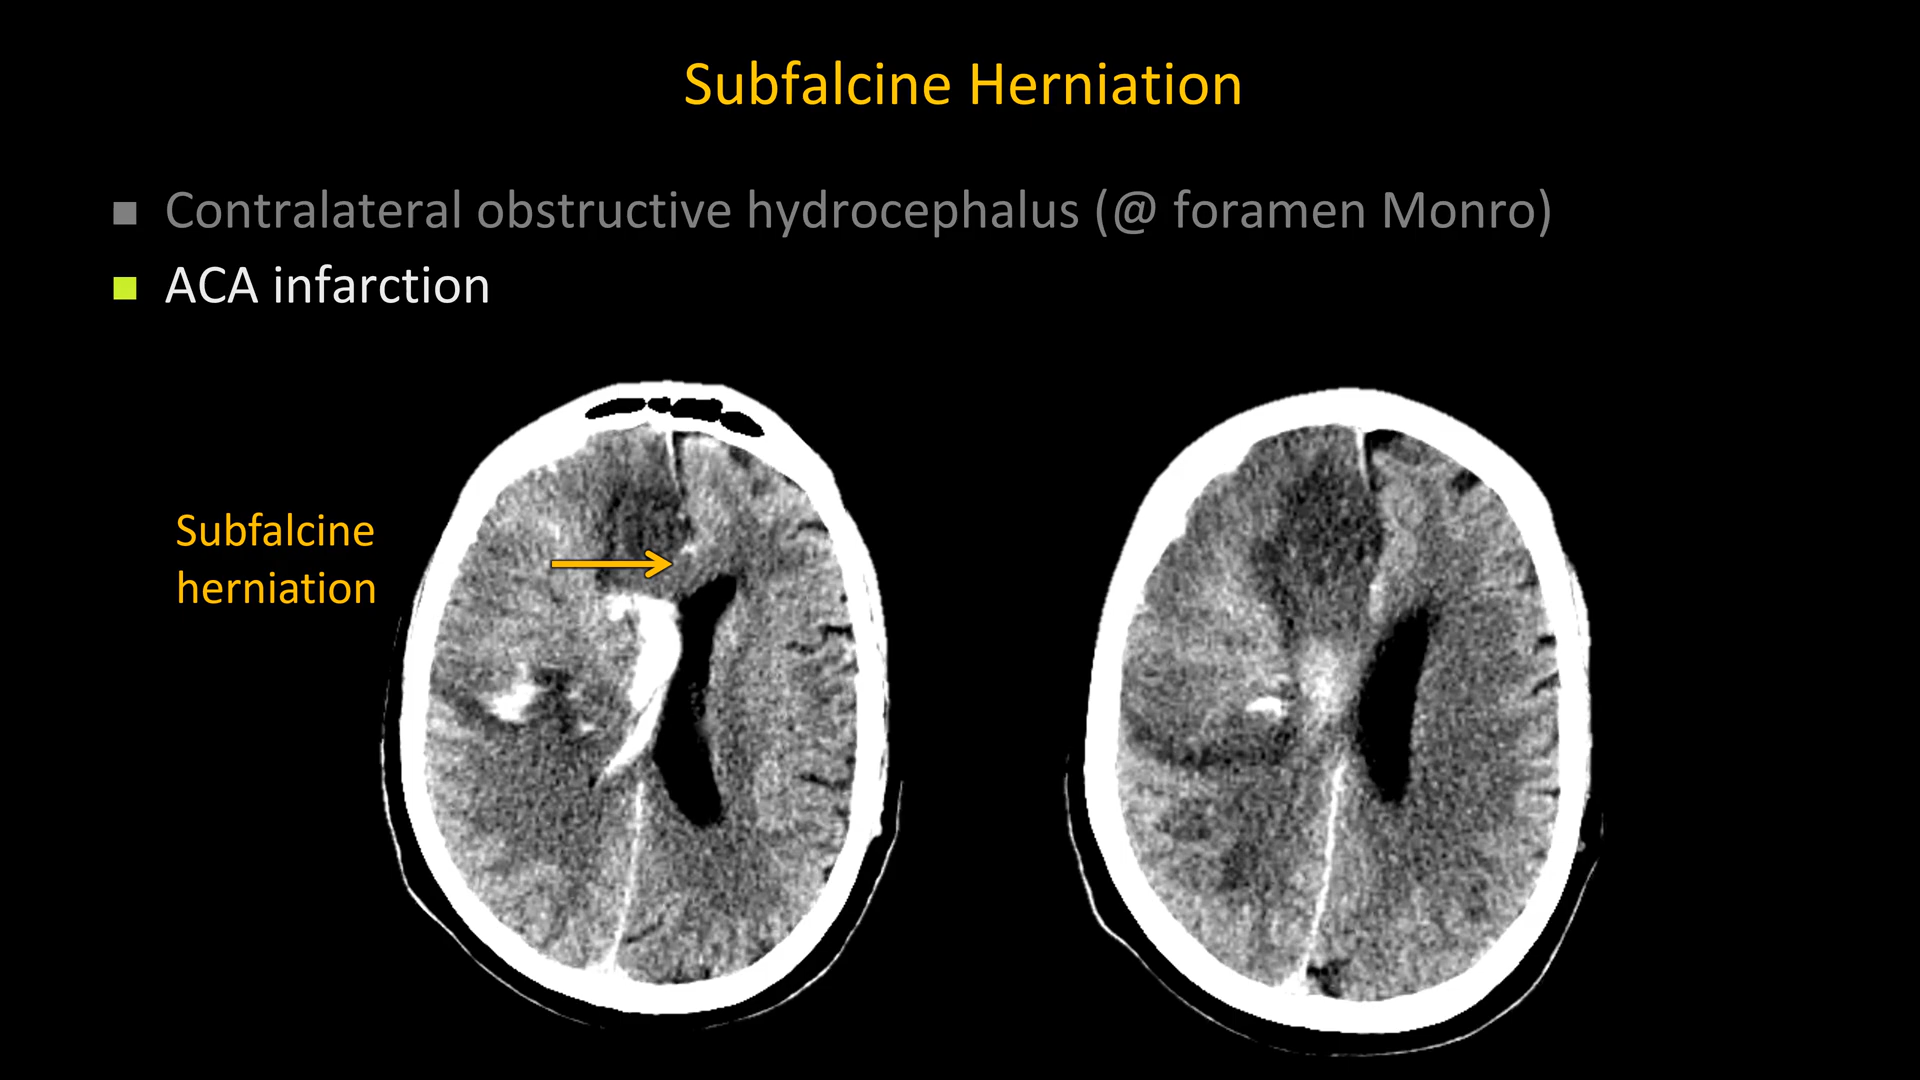 Subfalcine Herniation
Contralateral obstructive hydrocephalus (@ foramen Monro)
ACA infarction
Subfalcine
herniation